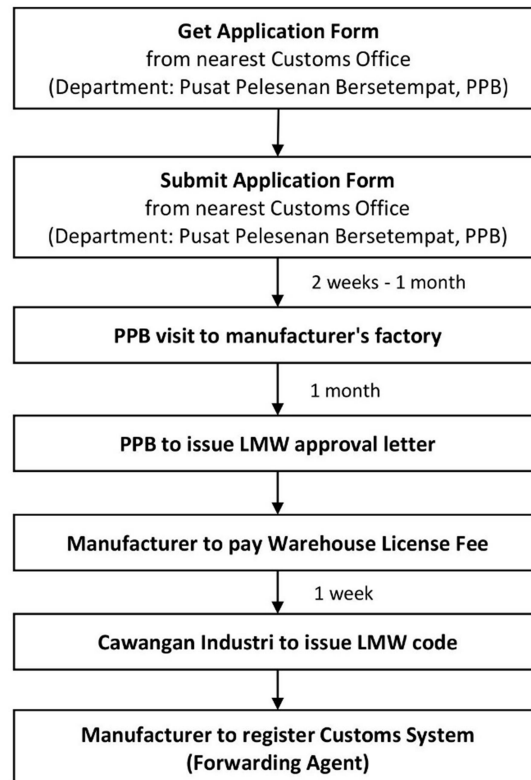 Get Application Form
from nearest Customs Office
(Department: Pusat Pelesenan Bersetempat, PPB)
Submit Application Form
from nearest Customs Office
(Department: Pusat Pelesenan Bersetempat, PPB)
2 weeks - 1 month
PPB visit to manufacturer's factory
1 month
PPB to issue LMW approval letter
Manufacturer to pay Warehouse License Fee
1 week
Cawangan Industri to issue LMW code
Manufacturer to register Customs System
(Forwarding Agent)